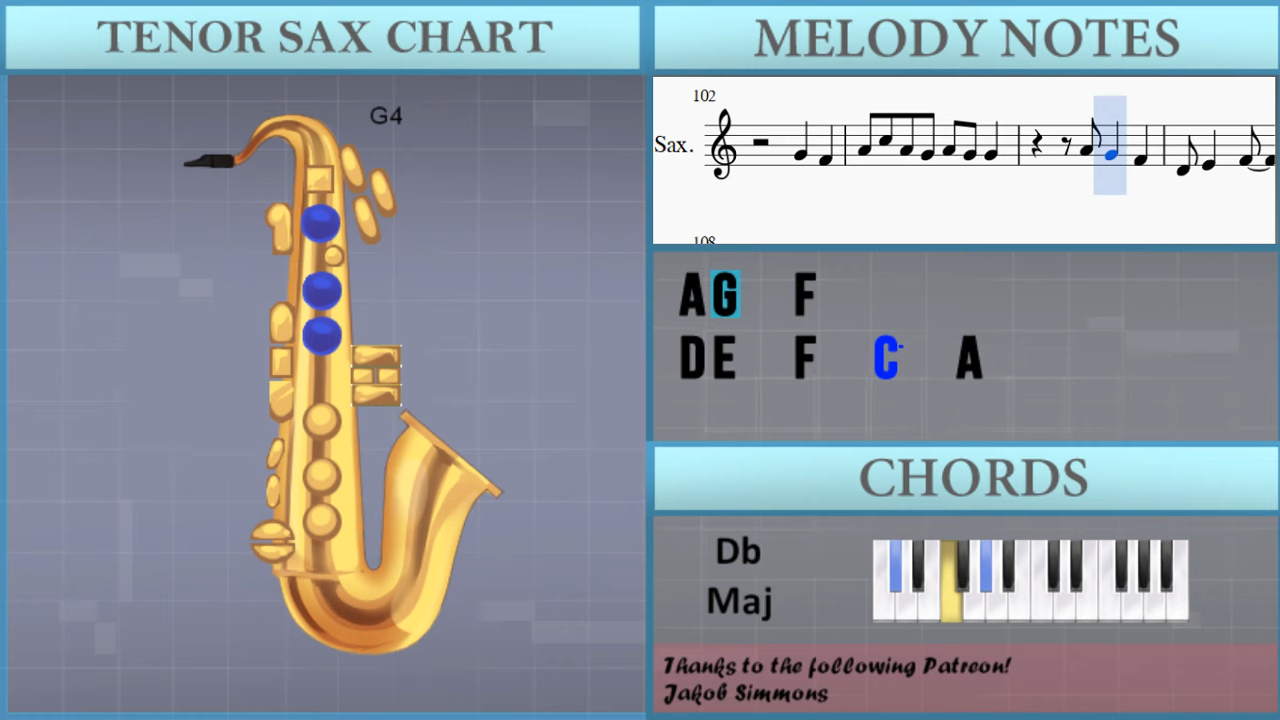 TENOR SAX CHART
G4
MELODY NOTES
102
Sax.
108
AG F
DE F C- A
CHORDS
Db
Maj
Thanks to the following Patreon!
Jakob Simmons